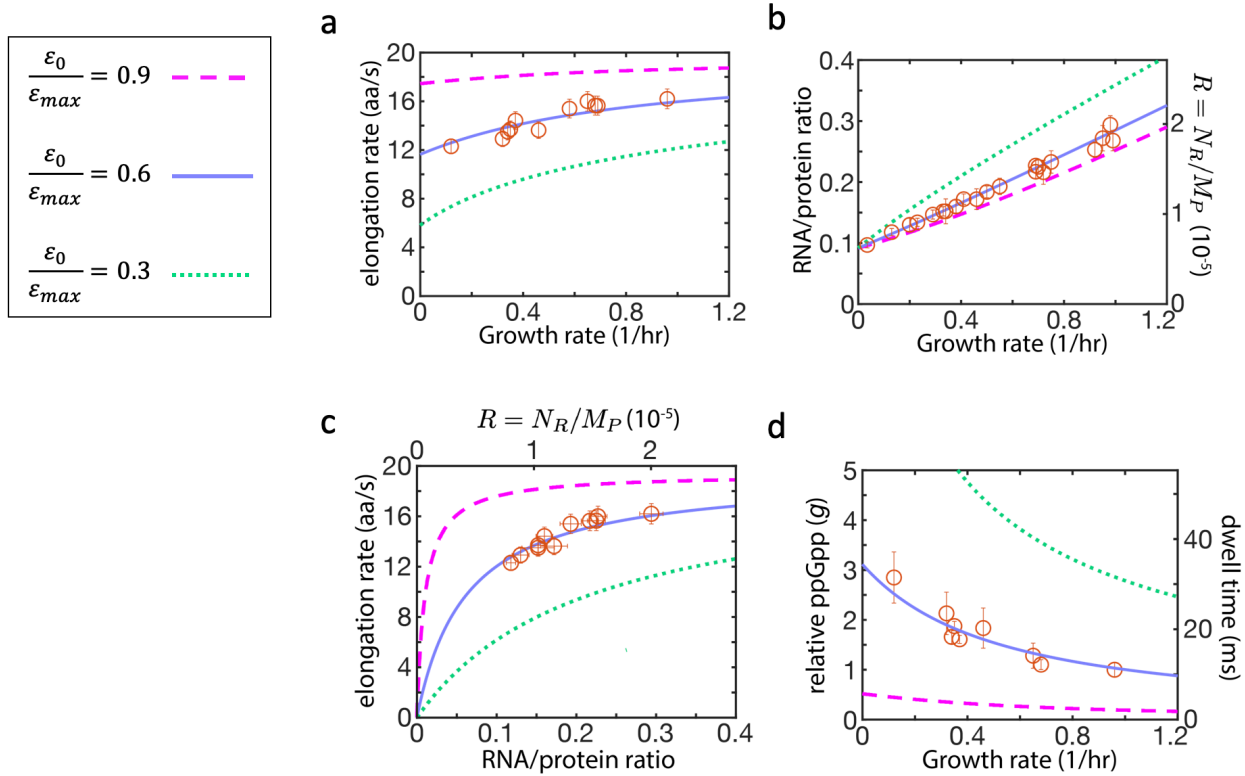 ε0/εmax = 0.9
ε0/εmax = 0.6
ε0/εmax = 0.3
a
20
16
12
8
4
0
elongation rate (aa/s)
0 0.4 0.8 1.2
Growth rate (1/hr)
b
0.4
0.3
0.2
0.1
0
RNA/protein ratio
2
1
0
R = N_R/M_P (10^-5)
0 0.4 0.8 1.2
Growth rate (1/hr)
c
R = N_R/M_P (10^-5)
0 1 2
20
16
12
8
4
0
elongation rate (aa/s)
0 0.1 0.2 0.3 0.4
RNA/protein ratio
d
5
4
3
2
1
0
relative ppGpp (g)
40
20
0
dwell time (ms)
0 0.4 0.8 1.2
Growth rate (1/hr)